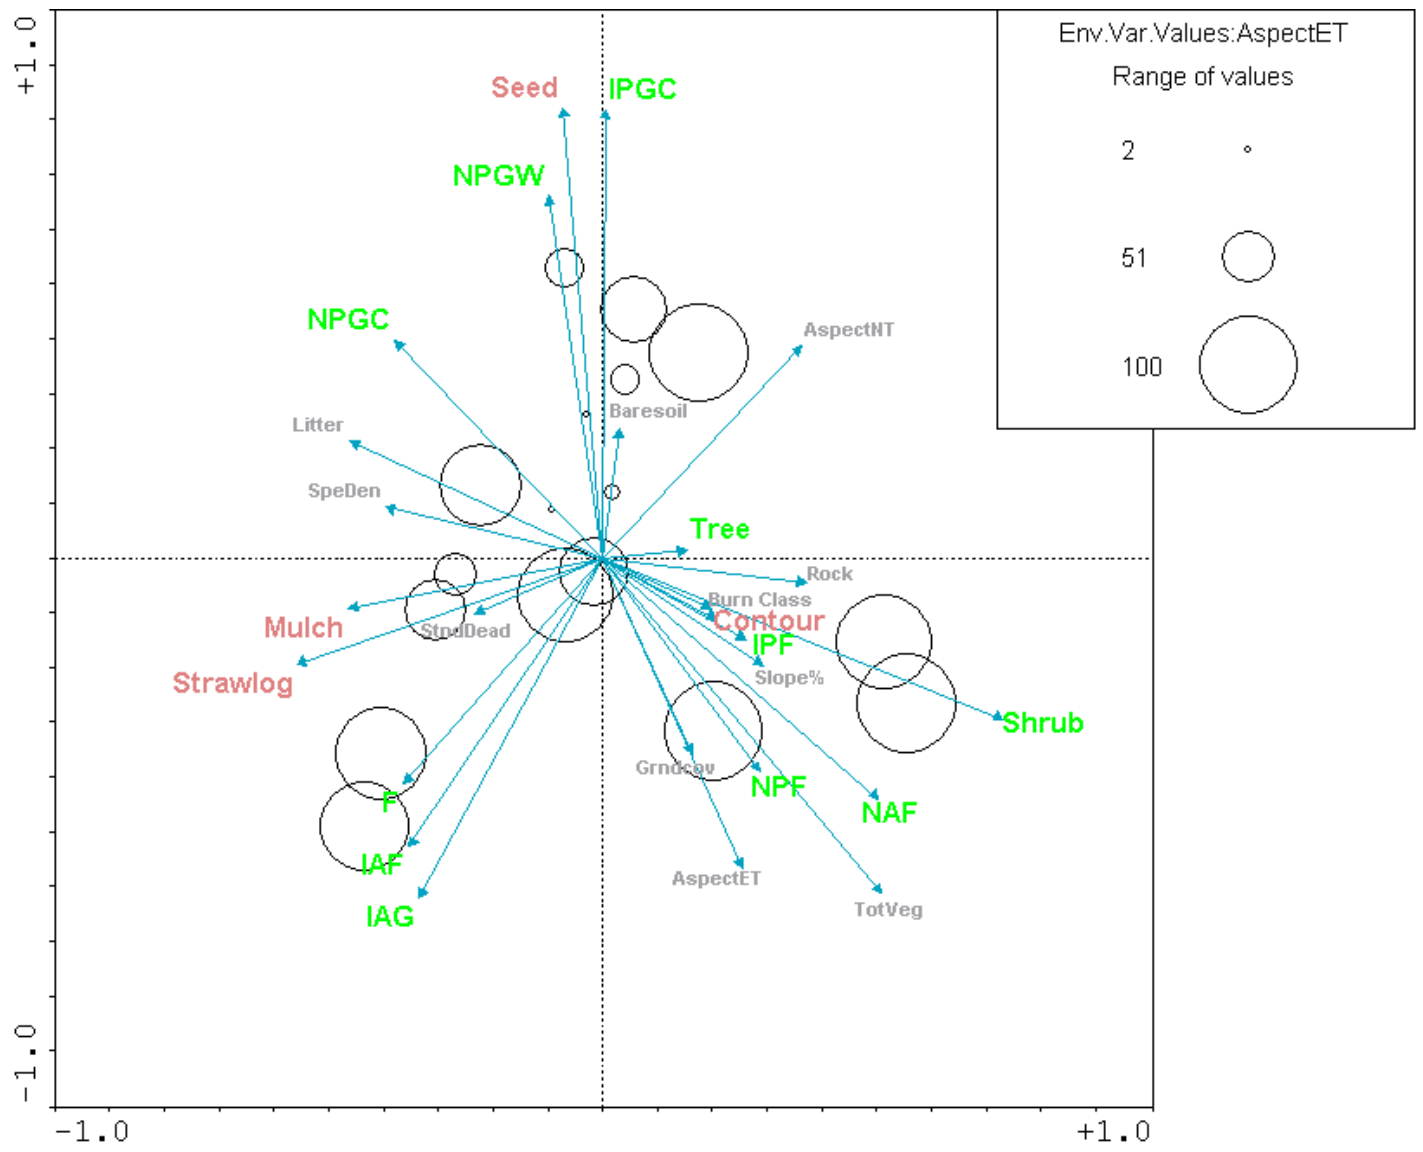 +1.0
Env.Var.Values:AspectET
Range of values
2
51
100
Seed
IPGC
NPGW
NPGC
AspectNT
Litter
Baresoil
SpeDen
Tree
Rock
Burn Class
Contour
Mulch
StndDead
IPF
Strawlog
Slope%
Shrub
Grndcov
NPF
F
NAF
IAF
AspectET
IAG
TotVeg
-1.0
-1.0
+1.0